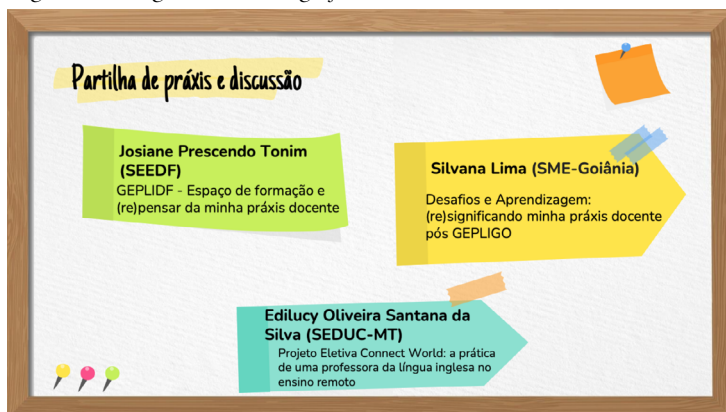 Partilha de práxis e discussão
Josiane Prescendo Tonim
(SEEDF)
GEPLIDF - Espaço de formação e
(re)pensar da minha práxis docente
Silvana Lima (SME-Goiânia)
Desafios e Aprendizagem:
(re)significando minha práxis docente
pós GEPLIGO
Edilucy Oliveira Santana da
Silva (SEDUC-MT)
Projeto Eletiva Connect World: a prática
de uma professora da língua inglesa no
ensino remoto